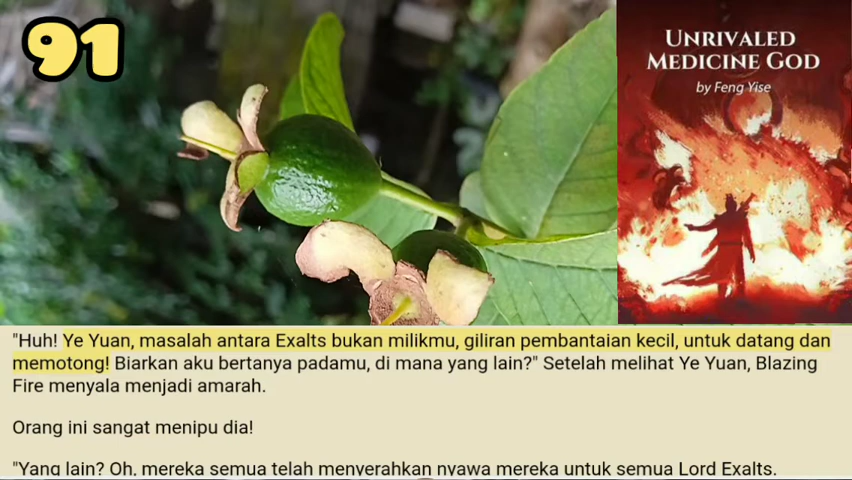 91
UNRIVALED
MEDICINE GOD
by Feng Yise
"Huh! Ye Yuan, masalah antara Exalts bukan milikmu, giliran pembantaian kecil, untuk datang dan
memotong! Biarkan aku bertanya padamu, di mana yang lain?" Setelah melihat Ye Yuan, Blazing
Fire menyala menjadi amarah.
Orang ini sangat menipu dia!
"Yang lain? Oh, mereka semua telah menyerahkan nyawa mereka untuk semua Lord Exalts.